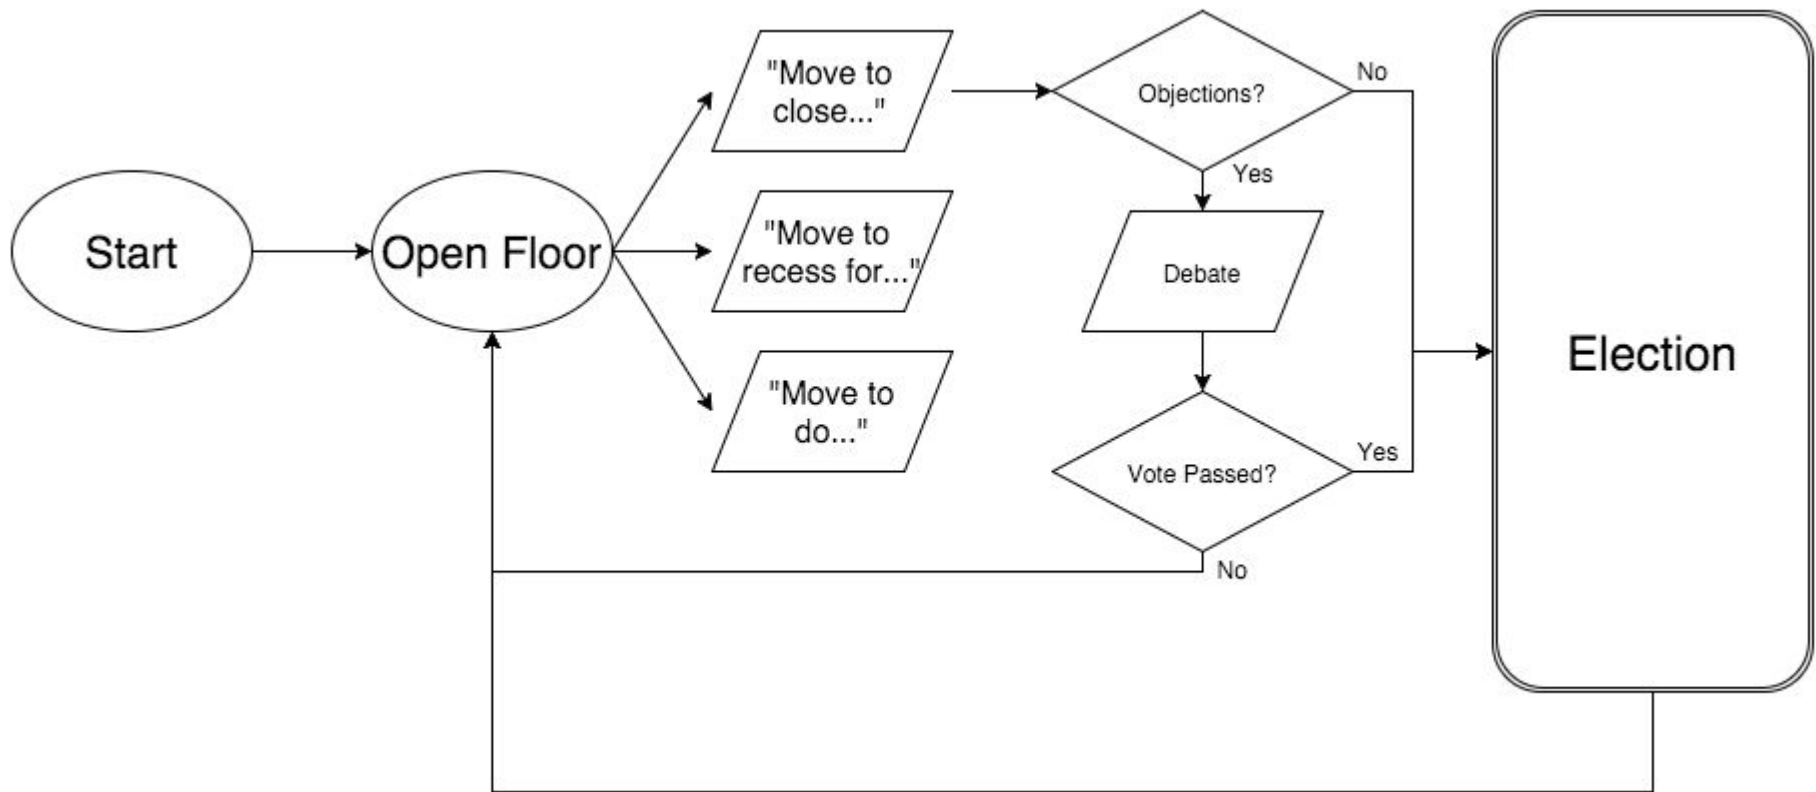 Start
Open Floor
"Move to
close..."
"Move to
recess for..."
"Move to
do..."
Objections?
No
Yes
Debate
Vote Passed?
Yes
No
Election